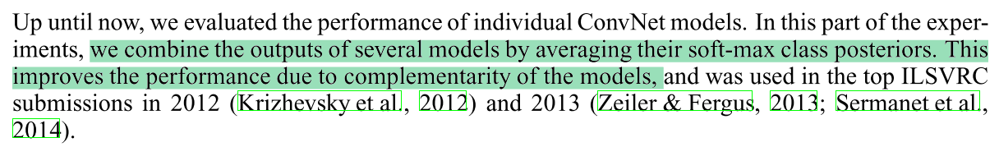 Up until now, we evaluated the performance of individual ConvNet models. In this part of the exper-
iments, we combine the outputs of several models by averaging their soft-max class posteriors. This
improves the performance due to complementarity of the models, and was used in the top ILSVRC
submissions in 2012 (Krizhevsky et al., 2012) and 2013 (Zeiler & Fergus, 2013; Sermanet et al.,
2014).